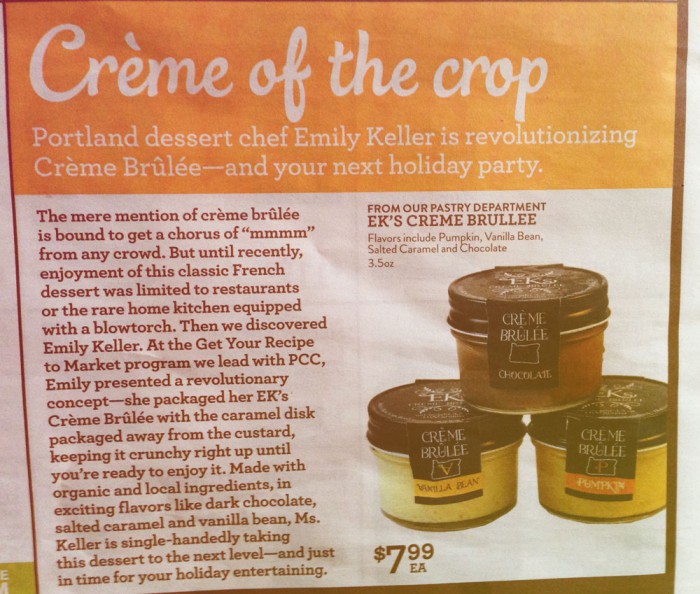 Crème of the crop
Portland dessert chef Emily Keller is revolutionizing
Crème Brûlée—and your next holiday party.
The mere mention of crème brûlée
is bound to get a chorus of “mmmm”
from any crowd. But until recently,
enjoyment of this classic French
dessert was limited to restaurants
or the rare home kitchen equipped
with a blowtorch. Then we discovered
Emily Keller. At the Get Your Recipe
to Market program we lead with PCC,
Emily presented a revolutionary
concept—she packaged her EK’s
Crème Brûlée with the caramel disk
packaged away from the custard,
keeping it crunchy right up until
you’re ready to enjoy it. Made with
organic and local ingredients, in
exciting flavors like dark chocolate,
salted caramel and vanilla bean, Ms.
Keller is single-handedly taking
this dessert to the next level—and just
in time for your holiday entertaining.
FROM OUR PASTRY DEPARTMENT
EK’S CREME BRULLEE
Flavors include Pumpkin, Vanilla Bean,
Salted Caramel and Chocolate
3.5oz
EKs
CRÈME
BRÛLÉE
CHOCOLATE
EK
CRÈME
BRÛLÉE
V
VANILLA BEAN
EK
CRÈME
BRÛLÉE
P
PUMPKIN
$7.99
EA